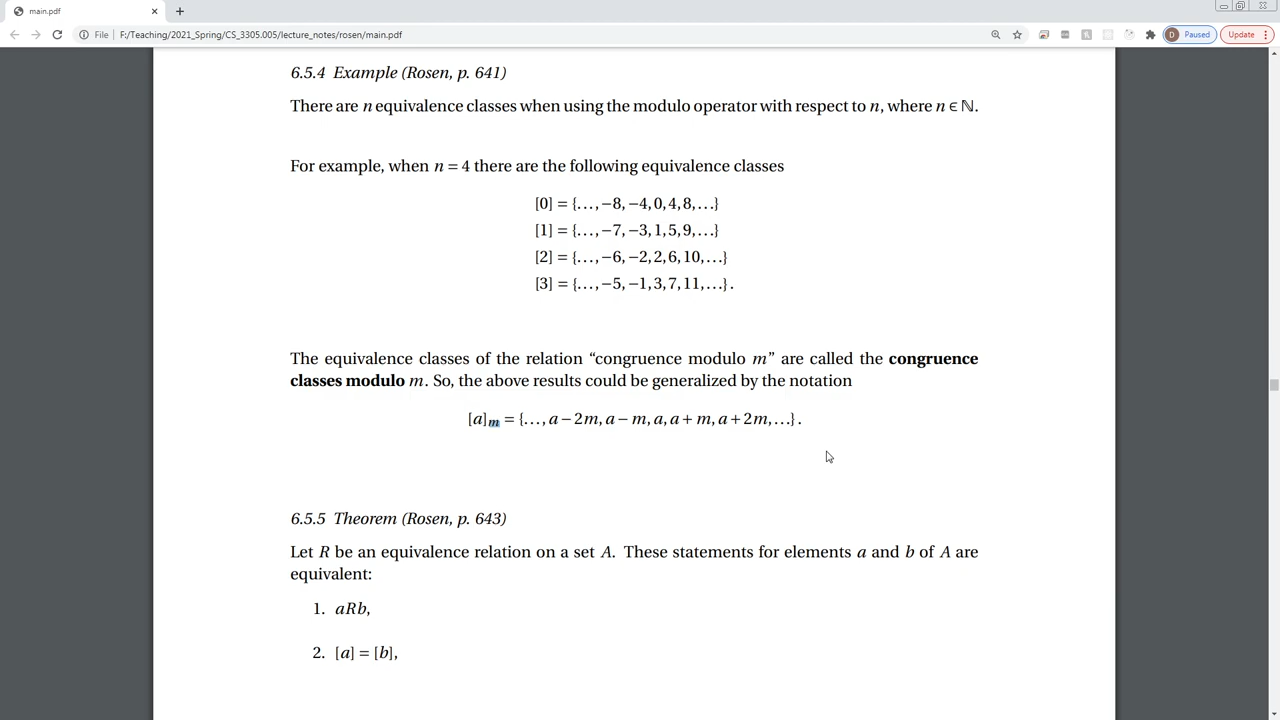 main.pdf
File | F:/Teaching/2021_Spring/CS_3305.005/lecture_notes/rosen/main.pdf
D Paused Update
6.5.4 Example (Rosen, p. 641)
There are n equivalence classes when using the modulo operator with respect to n, where n ∈ ℕ.
For example, when n = 4 there are the following equivalence classes
[0] = {…, −8, −4, 0, 4, 8, …}
[1] = {…, −7, −3, 1, 5, 9, …}
[2] = {…, −6, −2, 2, 6, 10, …}
[3] = {…, −5, −1, 3, 7, 11, …}.
The equivalence classes of the relation “congruence modulo m” are called the congruence
classes modulo m. So, the above results could be generalized by the notation
[a]ₘ = {…, a − 2m, a − m, a, a + m, a + 2m, …}.
6.5.5 Theorem (Rosen, p. 643)
Let R be an equivalence relation on a set A. These statements for elements a and b of A are
equivalent:
1. aRb,
2. [a] = [b],